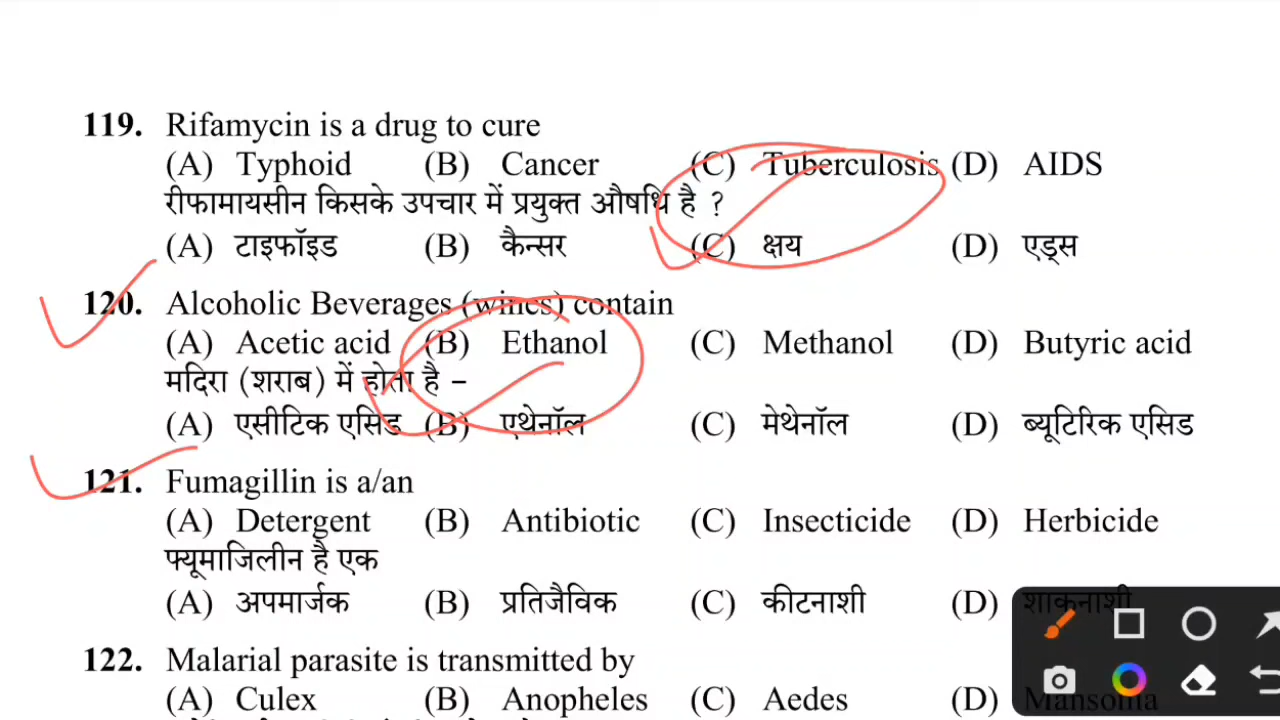 119. Rifamycin is a drug to cure
(A) Typhoid (B) Cancer (C) Tuberculosis (D) AIDS
रीफामायसीन किसके उपचार में प्रयुक्त औषधि है ?
(A) टाइफॉइड (B) कैन्सर (C) क्षय (D) एड्स
120. Alcoholic Beverages (wines) contain
(A) Acetic acid (B) Ethanol (C) Methanol (D) Butyric acid
मदिरा (शराब) में होता है –
(A) एसीटिक एसिड (B) एथेनॉल (C) मेथेनॉल (D) ब्यूटिरिक एसिड
121. Fumagillin is a/an
(A) Detergent (B) Antibiotic (C) Insecticide (D) Herbicide
फ्यूमाजिलीन है एक
(A) अपमार्जक (B) प्रतिजैविक (C) कीटनाशी (D) शाकनाशी
122. Malarial parasite is transmitted by
(A) Culex (B) Anopheles (C) Aedes (D) Mansonia